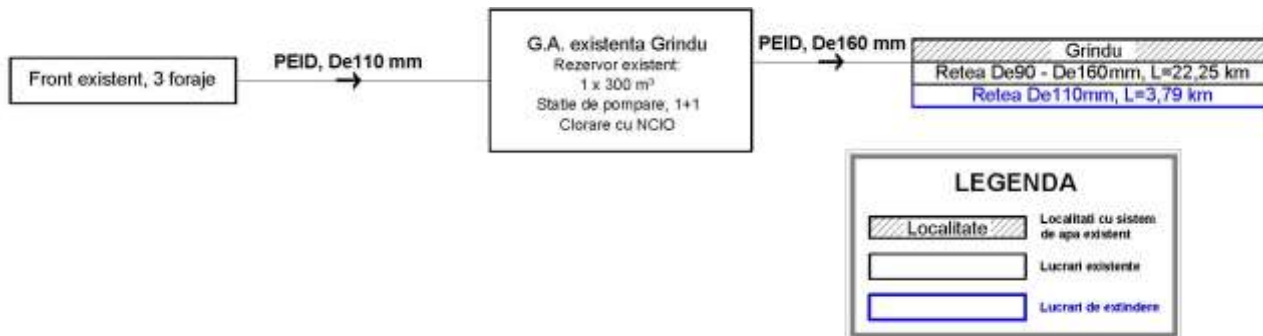 Front existent, 3 foraje
PEID, De110 mm
G.A. existenta Grindu
Rezervor existent:
1 x 300 m³
Statie de pompare, 1+1
Clorare cu NClO
PEID, De160 mm
Grindu
Retea De90 - De160mm, L=22,25 km
Retea De110mm, L=3,79 km
LEGENDA
Localitate
Localitati cu sistem
de apa existent
Lucrari existente
Lucrari de extindere